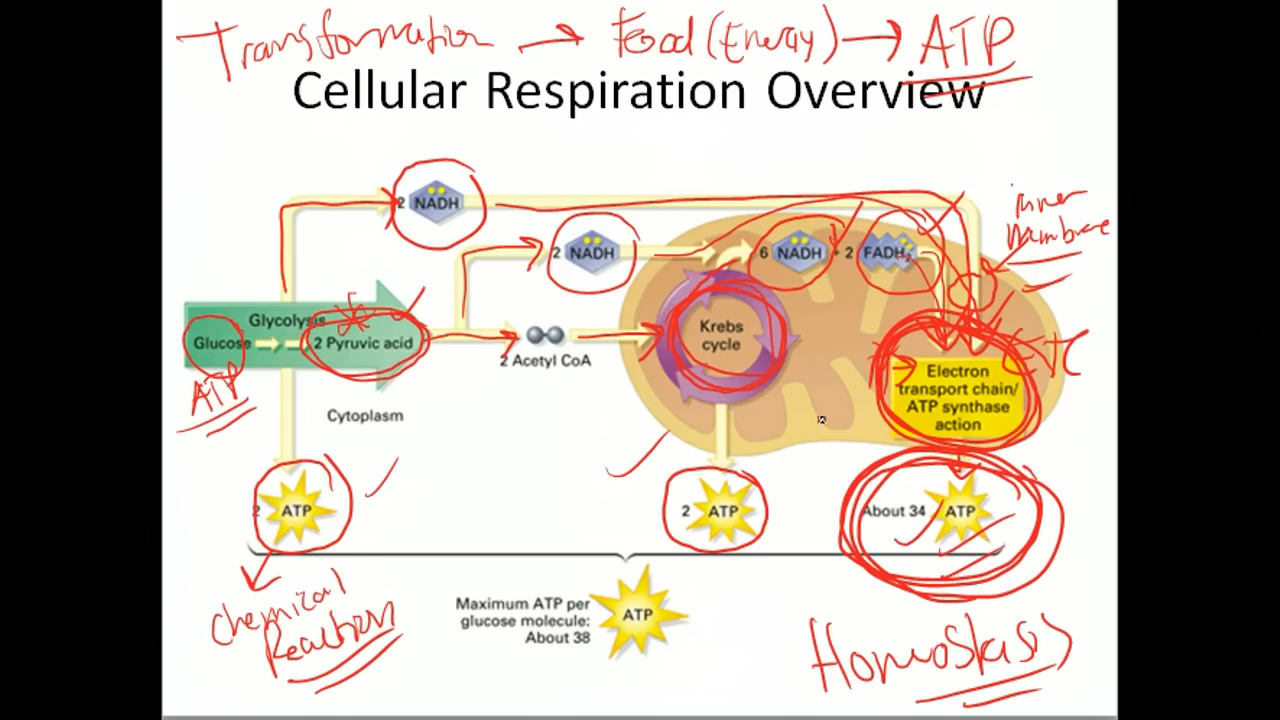 Transformation → Food (Energy) → ATP
Cellular Respiration Overview
2 NADH
inner
Membrane
2 NADH
6 NADH + 2 FADH₂
Glycolysis
Glucose
2 Pyruvic acid
ATP
2 Acetyl CoA
Krebs
cycle
ETC
Electron
transport chain/
ATP synthase
action
Cytoplasm
2 ATP
2 ATP
About 34 ATP
Chemical
Reaction
Maximum ATP per
glucose molecule:
About 38
ATP
Homeostasis